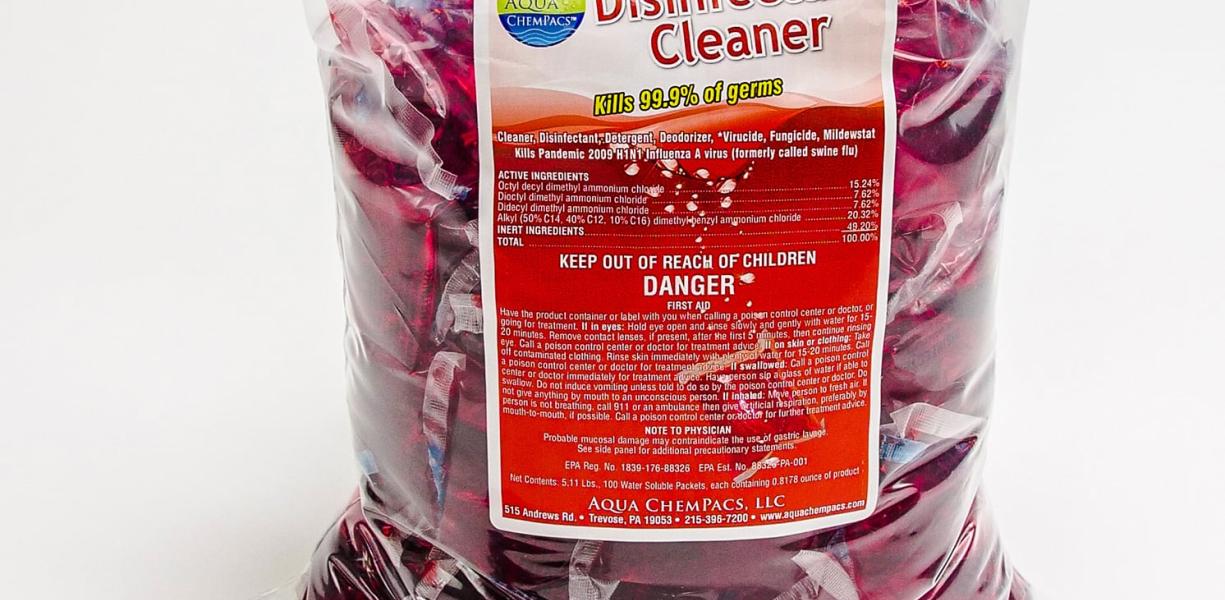 AQUA
CHEMPACS™
Disinfectant
Cleaner
Kills 99.9% of germs
Cleaner, Disinfectant, Detergent, Deodorizer, *Virucide, Fungicide, Mildewstat
Kills Pandemic 2009 H1N1 Influenza A virus (formerly called swine flu)
ACTIVE INGREDIENTS
Octyl decyl dimethyl ammonium chloride 15.24%
Dioctyl dimethyl ammonium chloride 7.62%
Didecyl dimethyl ammonium chloride 7.62%
Alkyl (50% C14, 40% C12, 10% C16) dimethyl benzyl ammonium chloride 20.32%
INERT INGREDIENTS 49.20%
TOTAL 100.00%
KEEP OUT OF REACH OF CHILDREN
DANGER
FIRST AID
Have the product container or label with you when calling a poison control center or doctor, or
going for treatment. If in eyes: Hold eye open and rinse slowly and gently with water for 15-
20 minutes. Remove contact lenses, if present, after the first 5 minutes, then continue rinsing
eye. Call a poison control center or doctor for treatment advice. If on skin or clothing: Take
off contaminated clothing. Rinse skin immediately with plenty of water for 15-20 minutes. Call
a poison control center or doctor for treatment advice. If swallowed: Call a poison control
center or doctor immediately for treatment advice. Have person sip a glass of water if able to
swallow. Do not induce vomiting unless told to do so by the poison control center or doctor. Do
not give anything by mouth to an unconscious person. If inhaled: Move person to fresh air. If
person is not breathing, call 911 or an ambulance then give artificial respiration, preferably by
mouth-to-mouth, if possible. Call a poison control center or doctor for further treatment advice.
NOTE TO PHYSICIAN
Probable mucosal damage may contraindicate the use of gastric lavage.
See side panel for additional precautionary statements.
EPA Reg. No. 1839-176-88326 EPA Est. No. 88326-PA-001
Net Contents: 5.11 Lbs., 100 Water Soluble Packets, each containing 0.8178 ounce of product
AQUA CHEMPACS, LLC
515 Andrews Rd. • Trevose, PA 19053 • 215-396-7200 • www.aquachempacs.com